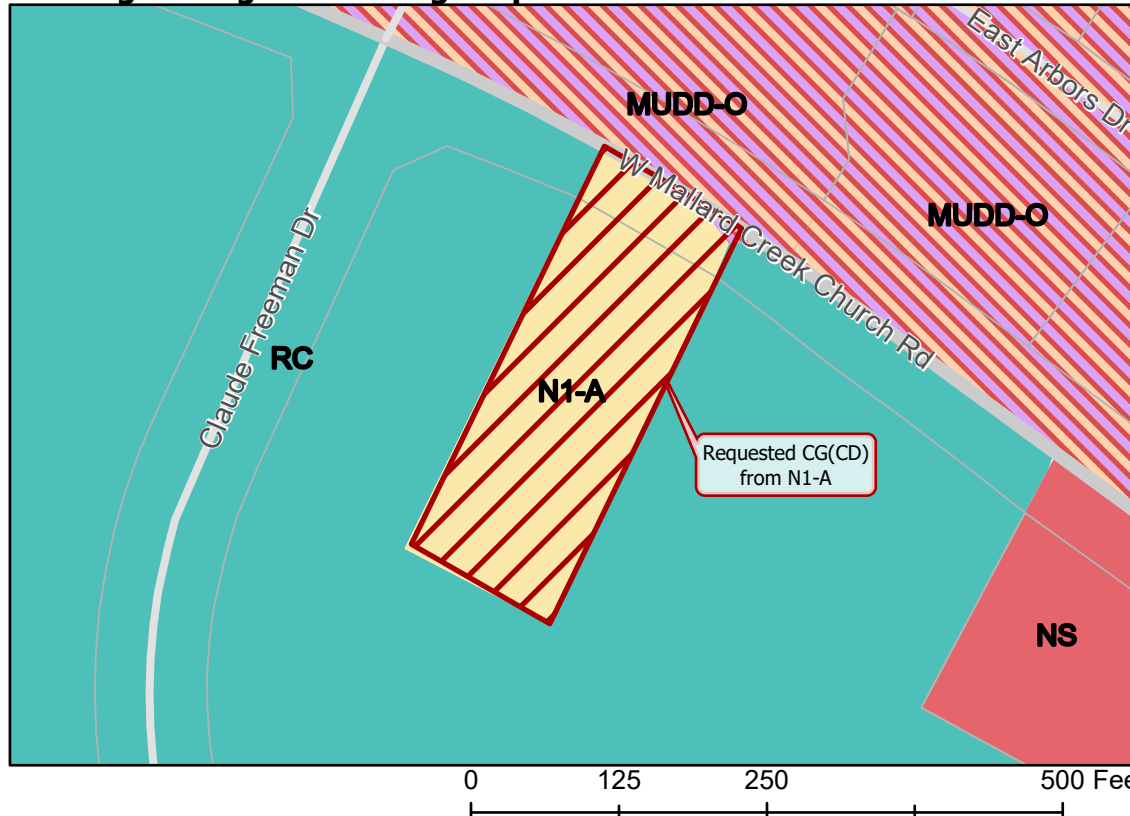 MUDD-O
East Arbors Dr
W Mallard Creek Church Rd
MUDD-O
Claude Freeman Dr
RC
N1-A
Requested CG(CD)
from N1-A
NS
0 125 250 500 Fee